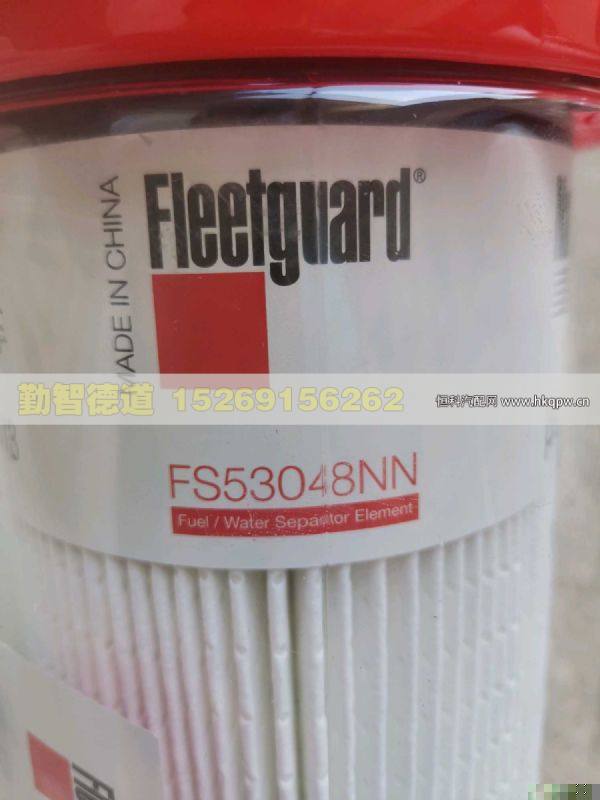 Fleetguard®
MADE IN CHINA
勤智德道 15269156262
恒科汽配网 www.hkqpw.cn
FS53048NN
Fuel / Water Separator Element